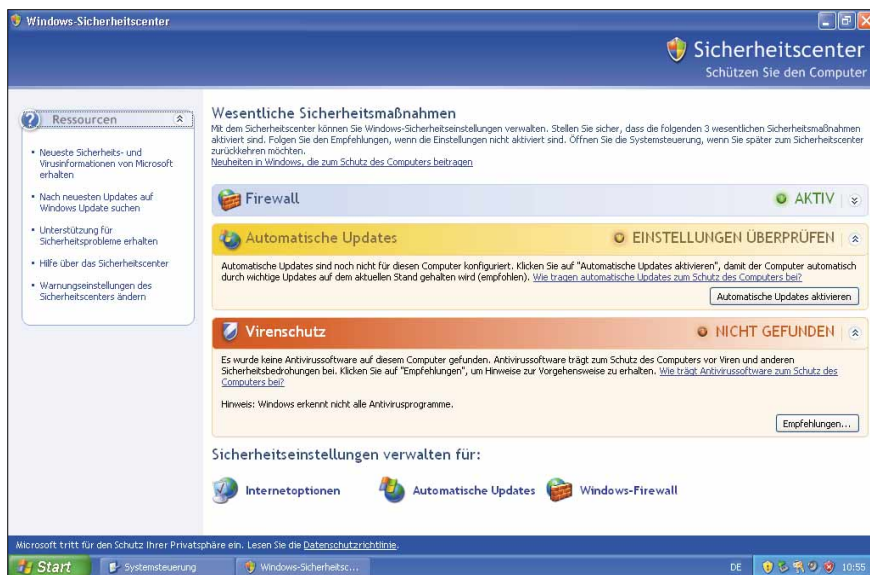 Windows-Sicherheitscenter
Sicherheitscenter
Schützen Sie den Computer
Ressourcen
• Neueste Sicherheits- und
Virusinformationen von Microsoft
erhalten
• Nach neuesten Updates auf
Windows Update suchen
• Unterstützung für
Sicherheitsprobleme erhalten
• Hilfe über das Sicherheitscenter
• Warnungseinstellungen des
Sicherheitscenters ändern
Wesentliche Sicherheitsmaßnahmen
Mit dem Sicherheitscenter können Sie Windows-Sicherheitseinstellungen verwalten. Stellen Sie sicher, dass die folgenden 3 wesentlichen Sicherheitsmaßnahmen
aktiviert sind. Folgen Sie den Empfehlungen, wenn die Einstellungen nicht aktiviert sind. Öffnen Sie die Systemsteuerung, wenn Sie später zum Sicherheitscenter
zurückkehren möchten.
Neuheiten in Windows, die zum Schutz des Computers beitragen
Firewall AKTIV
Automatische Updates EINSTELLUNGEN ÜBERPRÜFEN
Automatische Updates sind noch nicht für diesen Computer konfiguriert. Klicken Sie auf "Automatische Updates aktivieren", damit der Computer automatisch
durch wichtige Updates auf dem aktuellen Stand gehalten wird (empfohlen). Wie tragen automatische Updates zum Schutz des Computers bei?
Automatische Updates aktivieren
Virenschutz NICHT GEFUNDEN
Es wurde keine Antivirussoftware auf diesem Computer gefunden. Antivirussoftware trägt zum Schutz des Computers vor Viren und anderen
Sicherheitsbedrohungen bei. Klicken Sie auf "Empfehlungen", um Hinweise zur Vorgehensweise zu erhalten. Wie trägt Antivirussoftware zum Schutz des
Computers bei?
Hinweis: Windows erkennt nicht alle Antivirusprogramme.
Empfehlungen...
Sicherheitseinstellungen verwalten für:
Internetoptionen Automatische Updates Windows-Firewall
Microsoft tritt für den Schutz Ihrer Privatsphäre ein. Lesen Sie die Datenschutzrichtlinie.
Start Systemsteuerung Windows-Sicherheitsc... DE 10:55